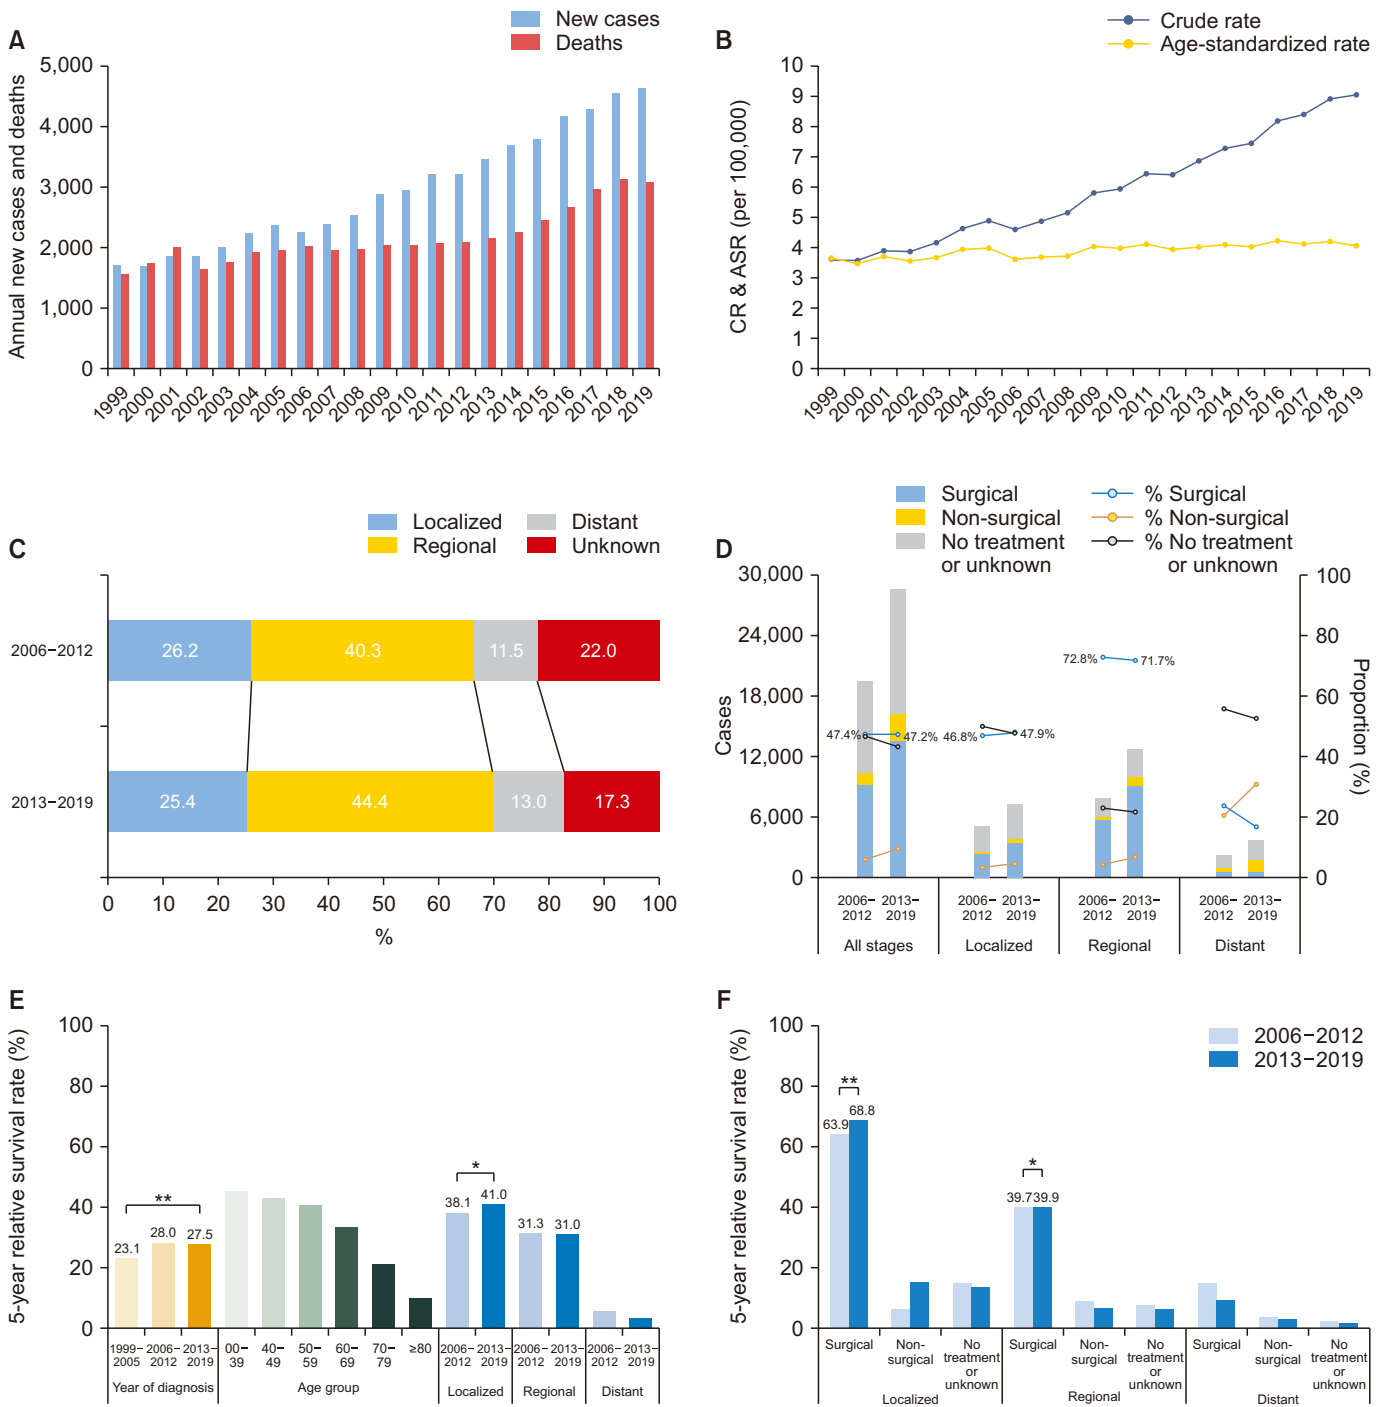 A
New cases
Deaths
Annual new cases and deaths
5,000
4,000
3,000
2,000
1,000
0
1999 2000 2001 2002 2003 2004 2005 2006 2007 2008 2009 2010 2011 2012 2013 2014 2015 2016 2017 2018 2019
B
Crude rate
Age-standardized rate
CR & ASR (per 100,000)
10
9
8
7
6
5
4
3
2
1
0
1999 2000 2001 2002 2003 2004 2005 2006 2007 2008 2009 2010 2011 2012 2013 2014 2015 2016 2017 2018 2019
C
Localized Distant
Regional Unknown
2006−2012 26.2 40.3 11.5 22.0
2013−2019 25.4 44.4 13.0 17.3
0 10 20 30 40 50 60 70 80 90 100
%
D
Surgical % Surgical
Non-surgical % Non-surgical
No treatment % No treatment
or unknown or unknown
Cases
30,000
24,000
18,000
12,000
6,000
0
Proportion (%)
100
80
60
40
20
0
72.8% 71.7%
47.4% 47.2% 46.8% 47.9%
2006− 2013− 2006− 2013− 2006− 2013− 2006− 2013−
2012 2019 2012 2019 2012 2019 2012 2019
All stages Localized Regional Distant
E
5-year relative survival rate (%)
100
80
60
40
20
0
** *
23.1 28.0 27.5 38.1 41.0 31.3 31.0
1999− 2006− 2013− 00− 40− 50− 60− 70− ≥80 2006− 2013− 2006− 2013− 2006− 2013−
2005 2012 2019 39 49 59 69 79 2012 2019 2012 2019 2012 2019
Year of diagnosis Age group Localized Regional Distant
F
2006−2012
2013−2019
5-year relative survival rate (%)
100
80
60
40
20
0
** *
63.9 68.8 39.7 39.9
Surgical Non- No Surgical Non- No Surgical Non- No
surgical treatment surgical treatment surgical treatment
or or or
unknown unknown unknown
Localized Regional Distant